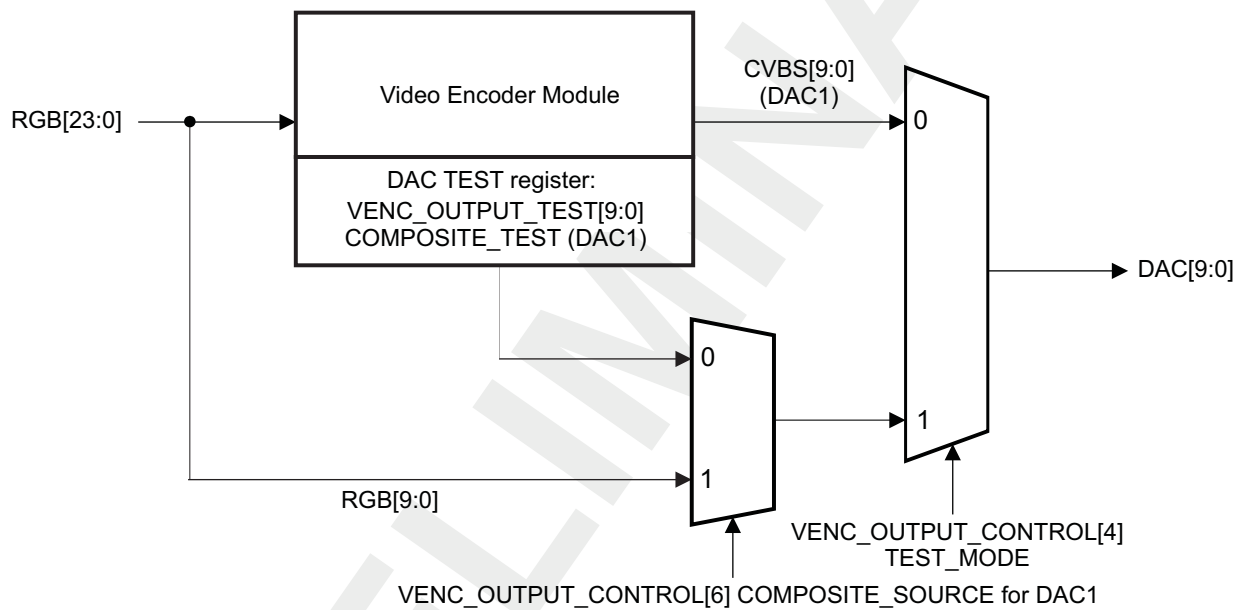 CVBS[9:0]
(DAC1)
Video Encoder Module
RGB[23:0]
0
DAC TEST register:
VENC_OUTPUT_TEST[9:0]
COMPOSITE_TEST (DAC1)
DAC[9:0]
0
1
1
RGB[9:0]
VENC_OUTPUT_CONTROL[4]
TEST_MODE
VENC_OUTPUT_CONTROL[6] COMPOSITE_SOURCE for DAC1